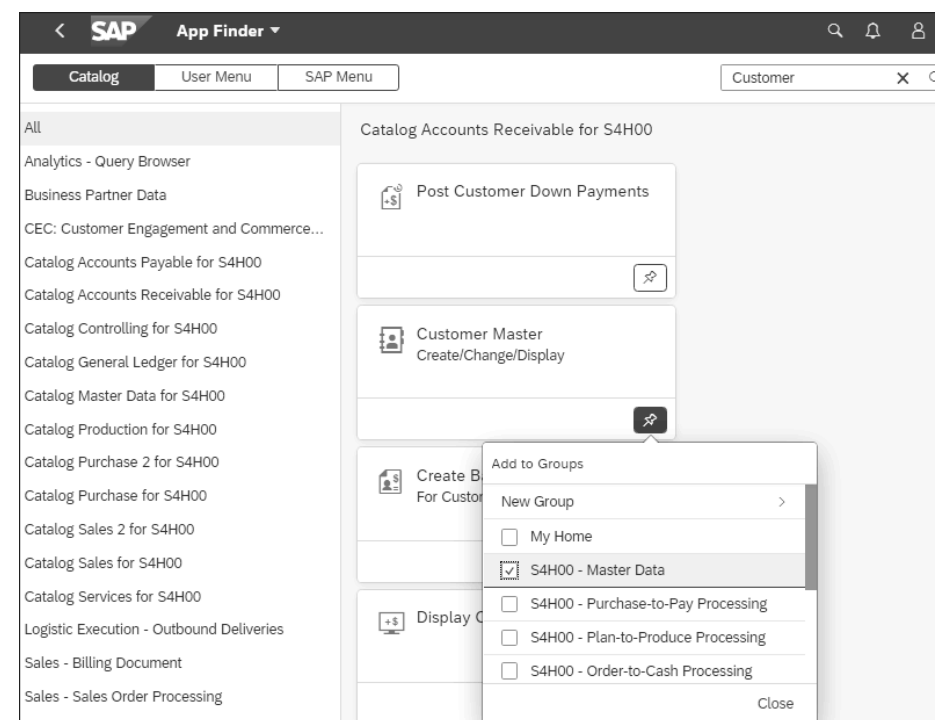 SAP App Finder
Catalog User Menu SAP Menu Customer
All
Analytics - Query Browser
Business Partner Data
CEC: Customer Engagement and Commerce...
Catalog Accounts Payable for S4H00
Catalog Accounts Receivable for S4H00
Catalog Controlling for S4H00
Catalog General Ledger for S4H00
Catalog Master Data for S4H00
Catalog Production for S4H00
Catalog Purchase 2 for S4H00
Catalog Purchase for S4H00
Catalog Sales 2 for S4H00
Catalog Sales for S4H00
Catalog Services for S4H00
Logistic Execution - Outbound Deliveries
Sales - Billing Document
Sales - Sales Order Processing
Catalog Accounts Receivable for S4H00
Post Customer Down Payments
Customer Master
Create/Change/Display
Create
For
Display
Add to Groups
New Group
My Home
S4H00 - Master Data
S4H00 - Purchase-to-Pay Processing
S4H00 - Plan-to-Produce Processing
S4H00 - Order-to-Cash Processing
Close